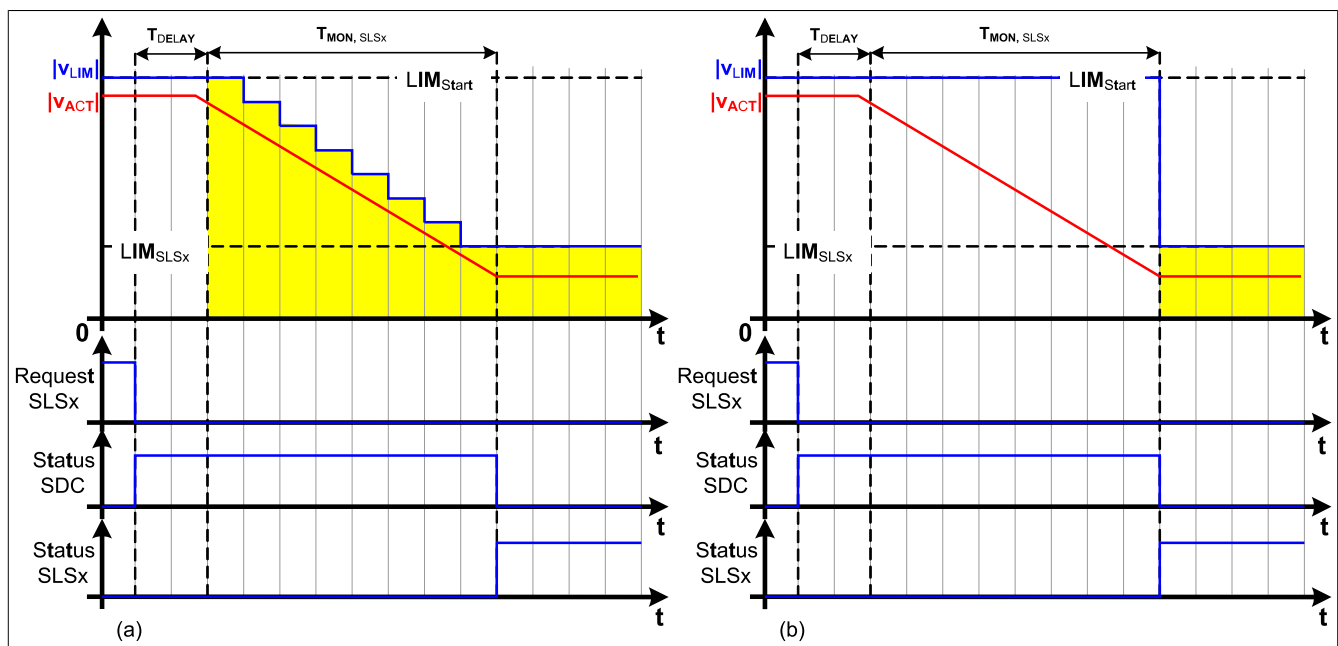 TDELAY
TMON, SLSx
|vLIM|
LIMStart
|vACT|
LIMSLSx
0
t
Request
SLSx
t
Status
SDC
t
Status
SLSx
t
(a)
TDELAY
TMON, SLSx
|vLIM|
LIMStart
|vACT|
LIMSLSx
0
t
Request
SLSx
t
Status
SDC
t
Status
SLSx
t
(b)